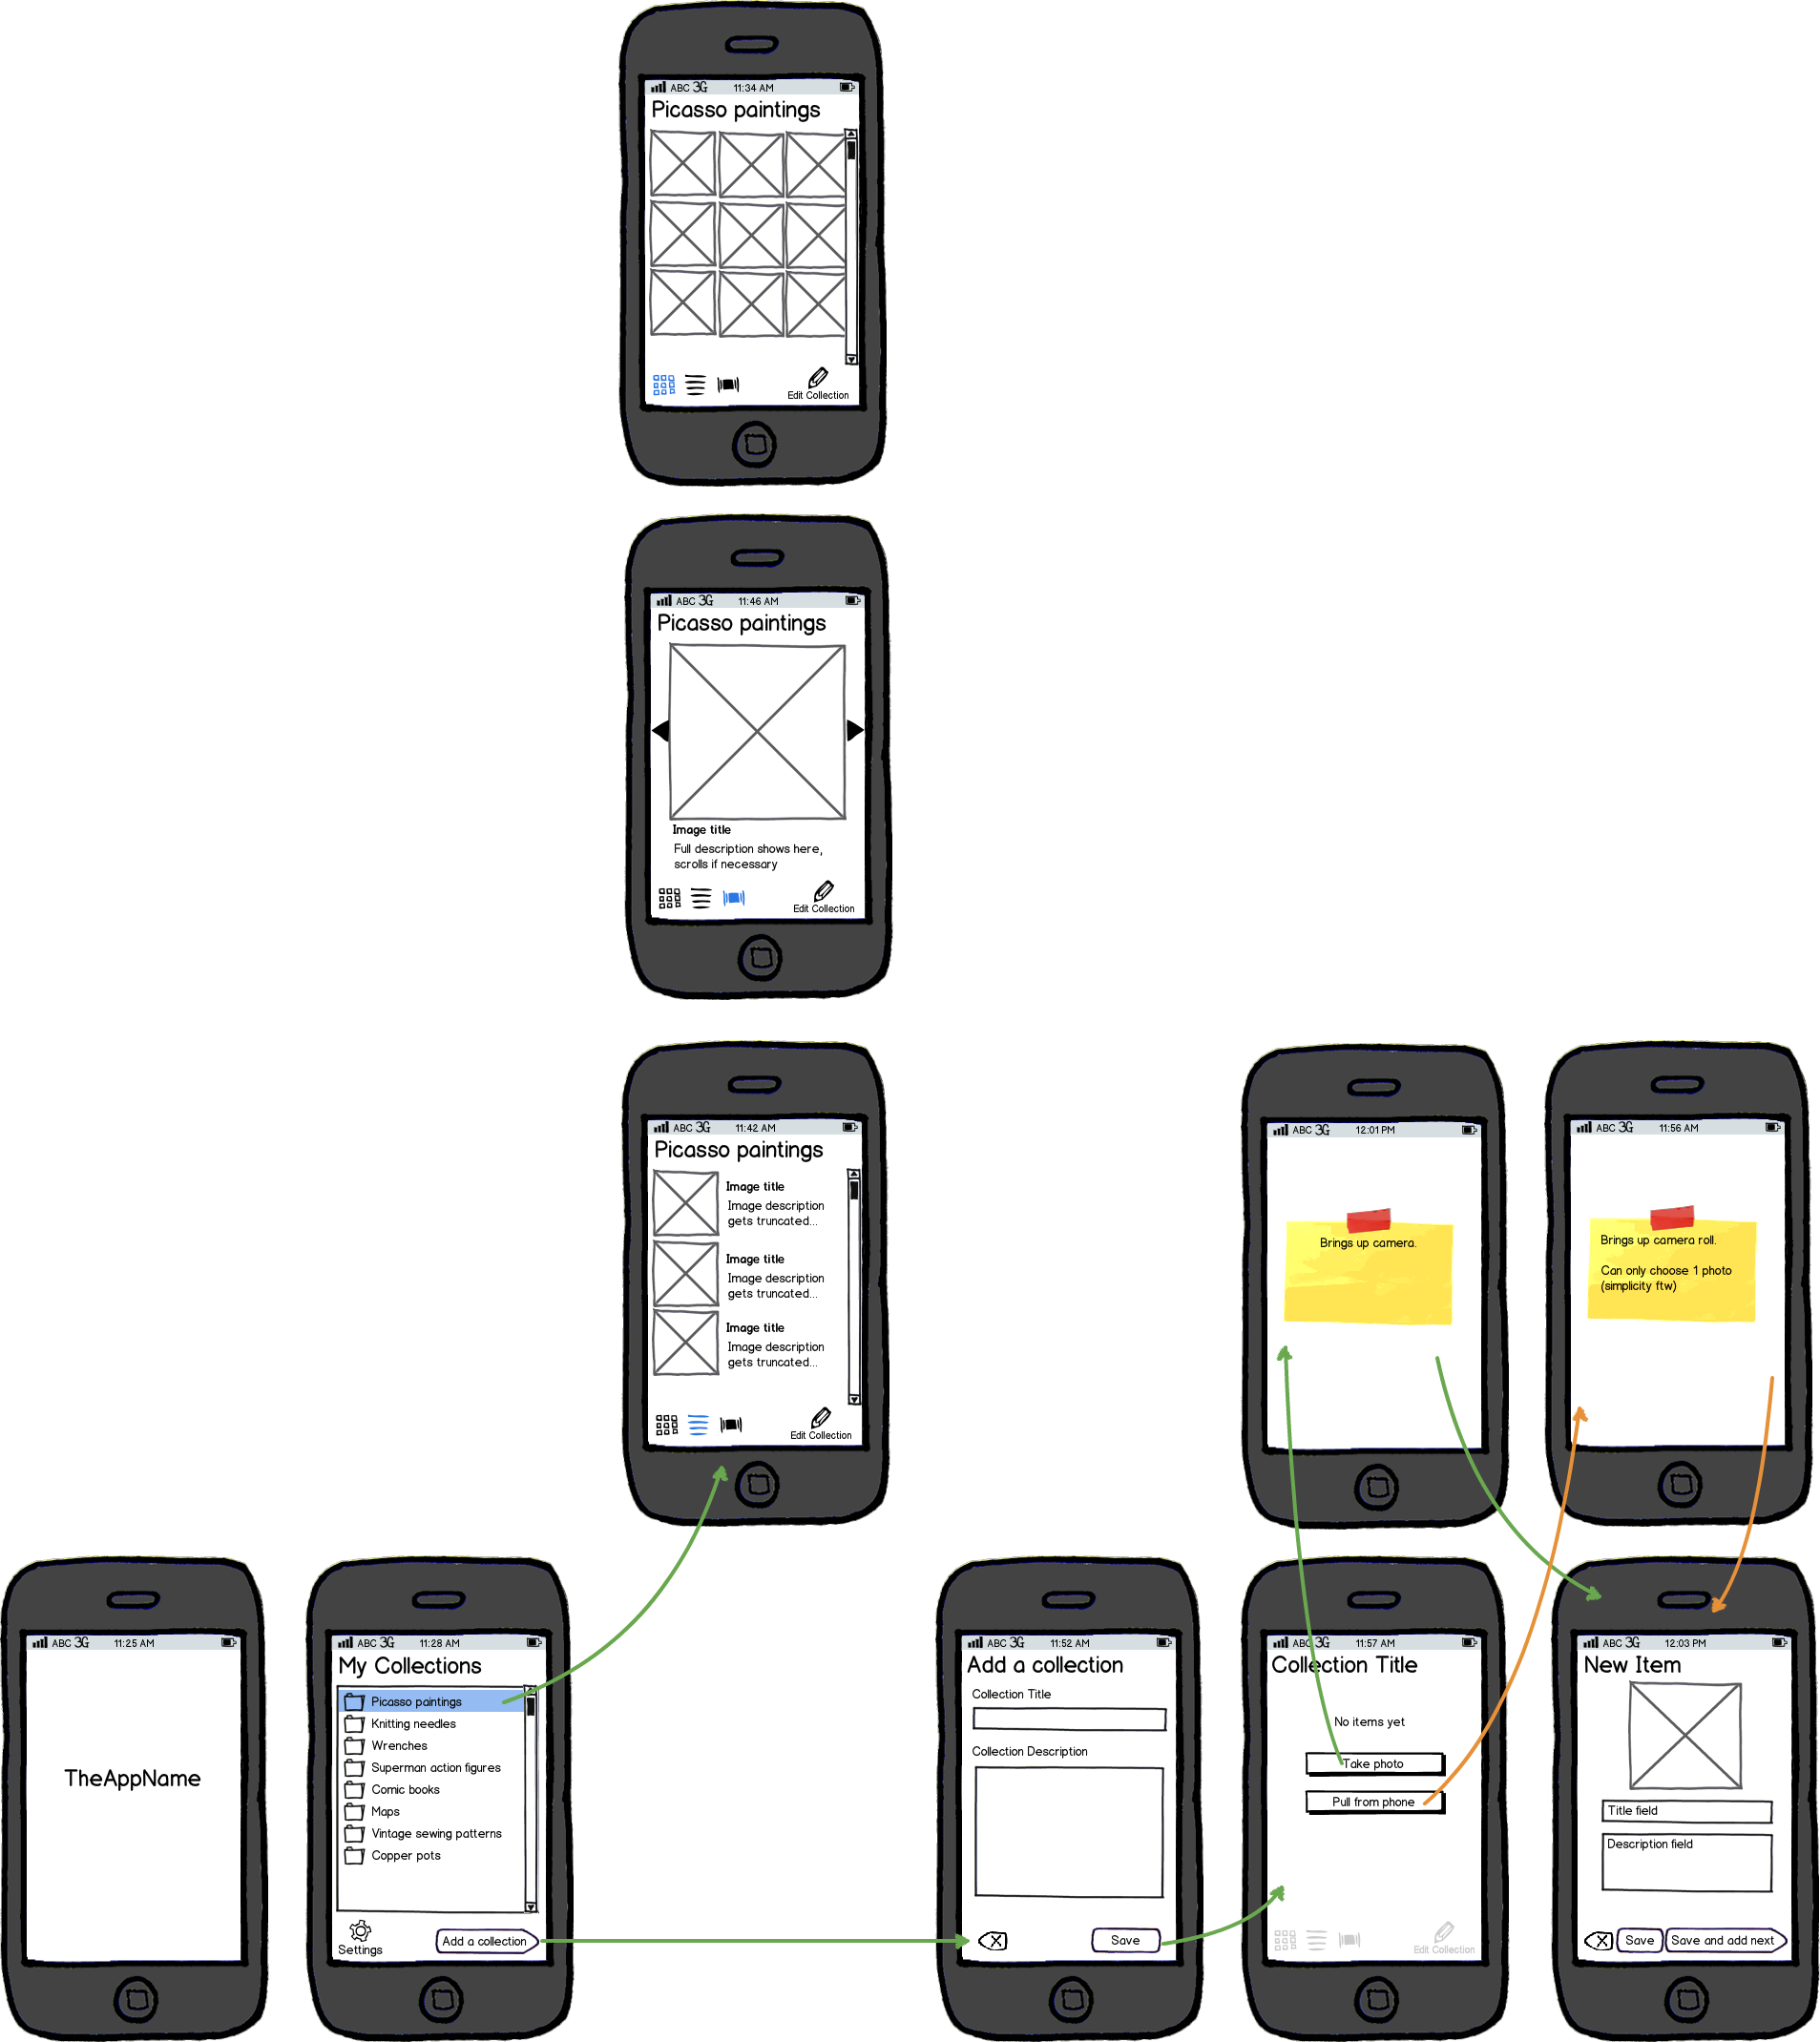 ABC 3G 11:34 AM
Picasso paintings
Edit Collection
ABC 3G 11:46 AM
Picasso paintings
Image title
Full description shows here,
scrolls if necessary
Edit Collection
ABC 3G 11:42 AM
Picasso paintings
Image title
Image description
gets truncated...
Image title
Image description
gets truncated...
Image title
Image description
gets truncated...
Edit Collection
ABC 3G 12:01 PM
Brings up camera.
ABC 3G 11:56 AM
Brings up camera roll.
Can only choose 1 photo
(simplicity ftw)
ABC 3G 11:25 AM
TheAppName
ABC 3G 11:28 AM
My Collections
Picasso paintings
Knitting needles
Wrenches
Superman action figures
Comic books
Maps
Vintage sewing patterns
Copper pots
Settings
Add a collection
ABC 3G 11:52 AM
Add a collection
Collection Title
Collection Description
Save
ABC 3G 11:57 AM
Collection Title
No items yet
Take photo
Pull from phone
Edit Collection
ABC 3G 12:03 PM
New Item
Title field
Description field
Save
Save and add next